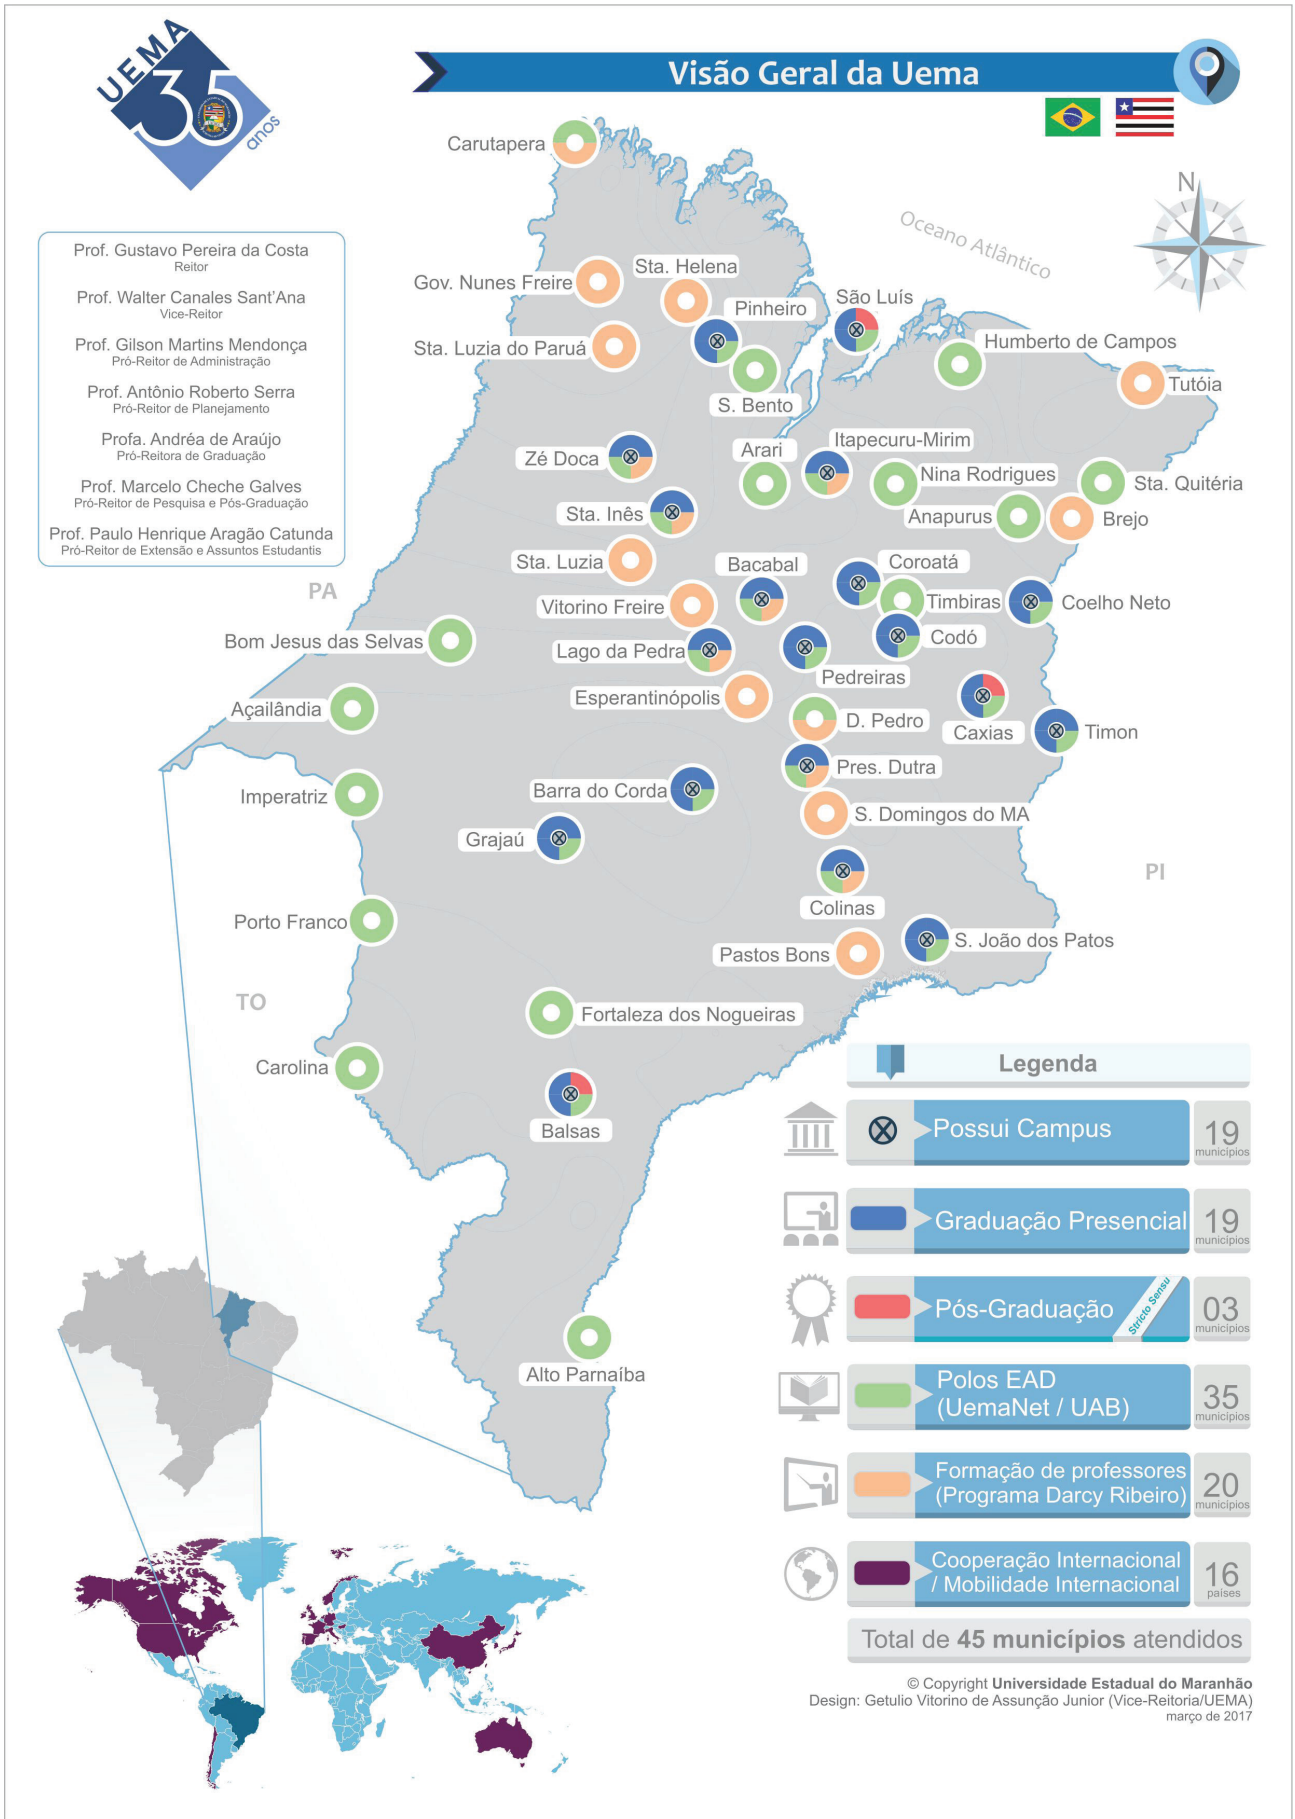 UEMA
35
anos
Visão Geral da Uema
Prof. Gustavo Pereira da Costa
Reitor
Prof. Walter Canales Sant'Ana
Vice-Reitor
Prof. Gilson Martins Mendonça
Pró-Reitor de Administração
Prof. Antônio Roberto Serra
Pró-Reitor de Planejamento
Profa. Andréa de Araújo
Pró-Reitora de Graduação
Prof. Marcelo Cheche Galves
Pró-Reitor de Pesquisa e Pós-Graduação
Prof. Paulo Henrique Aragão Catunda
Pró-Reitor de Extensão e Assuntos Estudantis
N
Oceano Atlântico
Carutapera
Gov. Nunes Freire
Sta. Helena
Pinheiro
São Luís
Sta. Luzia do Paruá
Humberto de Campos
Tutóia
S. Bento
Zé Doca
Arari
Itapecuru-Mirim
Nina Rodrigues
Sta. Quitéria
Sta. Inês
Anapurus
Brejo
Sta. Luzia
Bacabal
Coroatá
PA
Vitorino Freire
Timbiras
Coelho Neto
Bom Jesus das Selvas
Lago da Pedra
Codó
Pedreiras
Esperantinópolis
Açailândia
D. Pedro
Caxias
Timon
Pres. Dutra
Imperatriz
Barra do Corda
S. Domingos do MA
Grajaú
PI
Colinas
Porto Franco
Pastos Bons
S. João dos Patos
TO
Fortaleza dos Nogueiras
Carolina
Balsas
Alto Parnaíba
Legenda
Possui Campus
19
municípios
Graduação Presencial
19
municípios
Pós-Graduação
Stricto Sensu
03
municípios
Polos EAD
(UemaNet / UAB)
35
municípios
Formação de professores
(Programa Darcy Ribeiro)
20
municípios
Cooperação Internacional
/ Mobilidade Internacional
16
países
Total de 45 municípios atendidos
© Copyright Universidade Estadual do Maranhão
Design: Getulio Vitorino de Assunção Junior (Vice-Reitoria/UEMA)
março de 2017